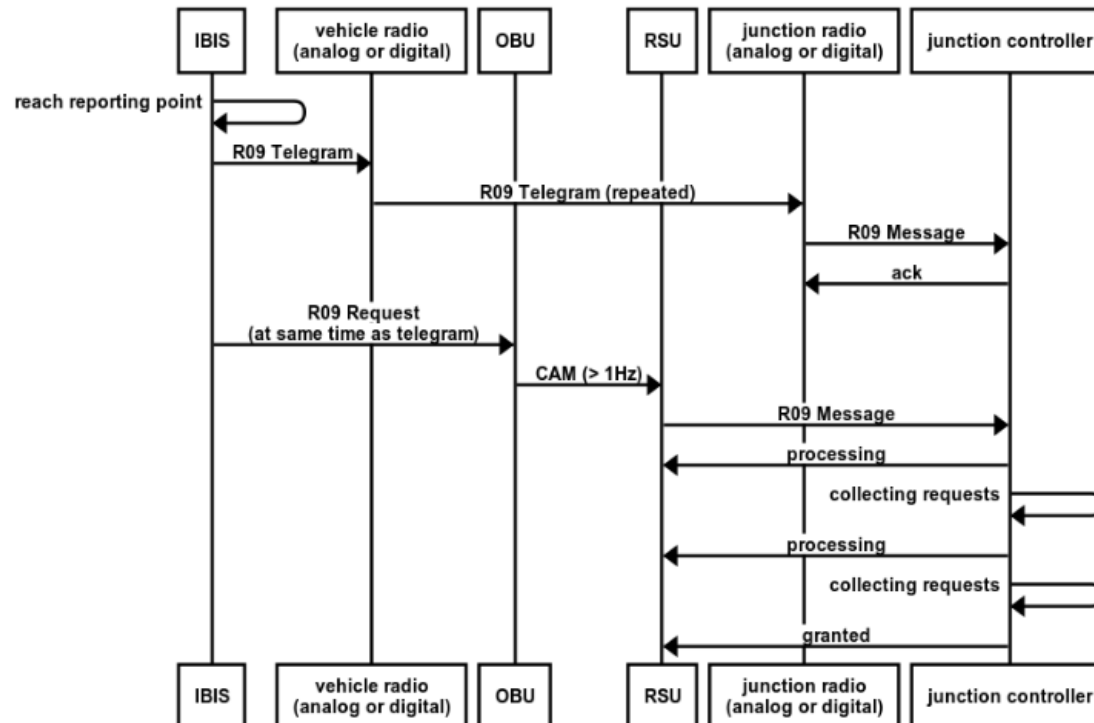 IBIS
vehicle radio
(analog or digital)
OBU
RSU
junction radio
(analog or digital)
junction controller
reach reporting point
R09 Telegram
R09 Telegram (repeated)
R09 Message
ack
R09 Request
(at same time as telegram)
CAM (> 1Hz)
R09 Message
processing
collecting requests
processing
collecting requests
granted
IBIS
vehicle radio
(analog or digital)
OBU
RSU
junction radio
(analog or digital)
junction controller